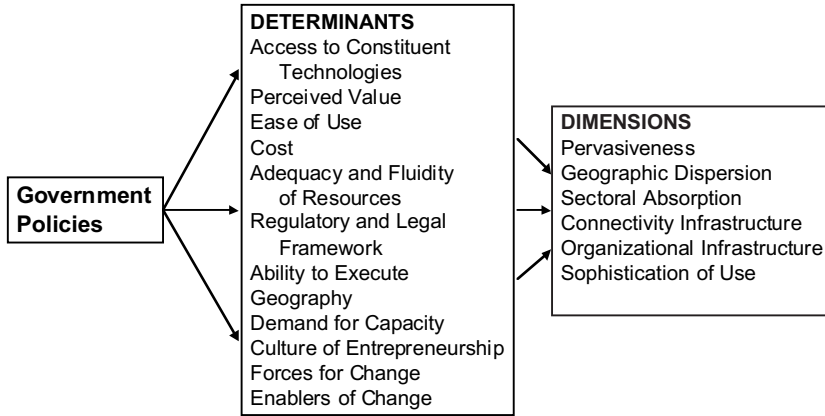 Government
Policies
DETERMINANTS
Access to Constituent
Technologies
Perceived Value
Ease of Use
Cost
Adequacy and Fluidity
of Resources
Regulatory and Legal
Framework
Ability to Execute
Geography
Demand for Capacity
Culture of Entrepreneurship
Forces for Change
Enablers of Change
DIMENSIONS
Pervasiveness
Geographic Dispersion
Sectoral Absorption
Connectivity Infrastructure
Organizational Infrastructure
Sophistication of Use